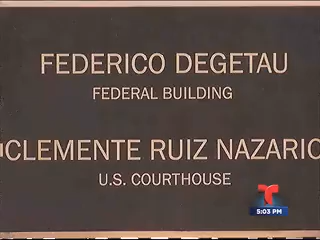 FEDERICO DEGETAU
FEDERAL BUILDING
CLEMENTE RUIZ NAZARIO
U.S. COURTHOUSE
5:03 PM